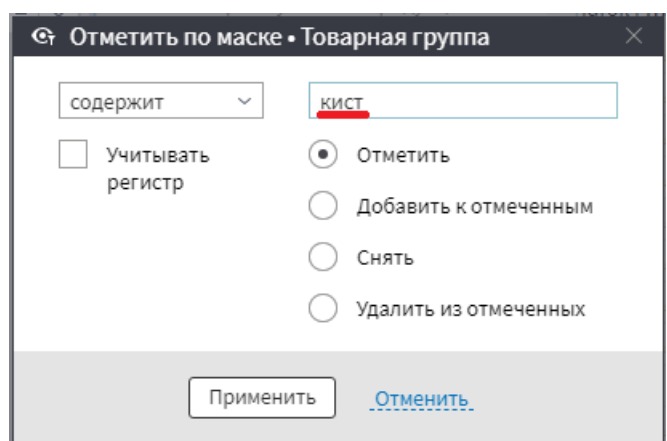 Отметить по маске • Товарная группа
содержит
кист
Учитывать
регистр
Отметить
Добавить к отмеченным
Снять
Удалить из отмеченных
Применить
Отменить